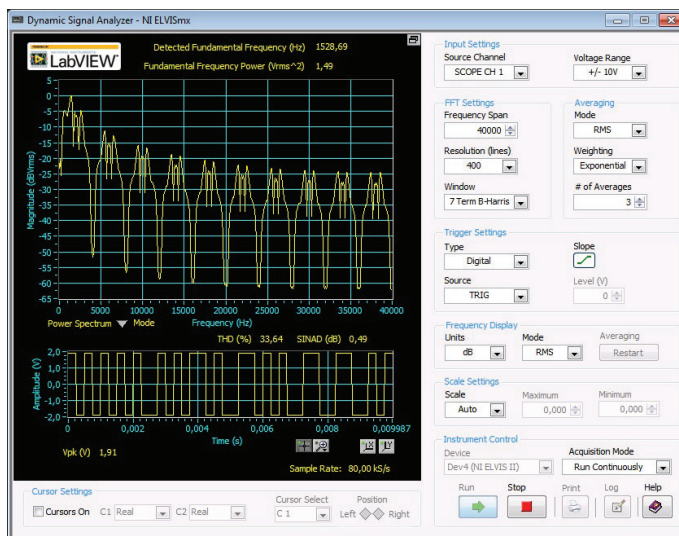 Dynamic Signal Analyzer - NI ELVISmx
NATIONAL INSTRUMENTS
LabVIEW
Detected Fundamental Frequency (Hz) 1528,69
Fundamental Frequency Power (Vrms^2) 1,49
Magnitude (dBVrms)
5
0
-5
-10
-15
-20
-25
-30
-35
-40
-45
-50
-55
-60
-65
0 5000 10000 15000 20000 25000 30000 35000 40000
Power Spectrum Mode Frequency (Hz)
THD (%) 33,64 SINAD (dB) 0,49
Amplitude (V)
2,0
1,0
0,0
-1,0
-2,0
0 0,002 0,004 0,006 0,008 0,009987
Time (s)
Vpk (V) 1,91
Sample Rate: 80,00 kS/s
Cursor Settings
Cursors On C1 Real C2 Real
Cursor Select
C 1
Position
Left Right
Input Settings
Source Channel Voltage Range
SCOPE CH 1 +/- 10V
FFT Settings
Frequency Span
40000
Resolution (lines)
400
Window
7 Term B-Harris
Averaging
Mode
RMS
Weighting
Exponential
# of Averages
3
Trigger Settings
Type Slope
Digital
Source Level (V)
TRIG 0
Frequency Display
Units Mode Averaging
dB RMS Restart
Scale Settings
Scale Maximum Minimum
Auto 0,000 0,000
Instrument Control
Device Acquisition Mode
Dev4 (NI ELVIS II) Run Continuously
Run Stop Print Log Help